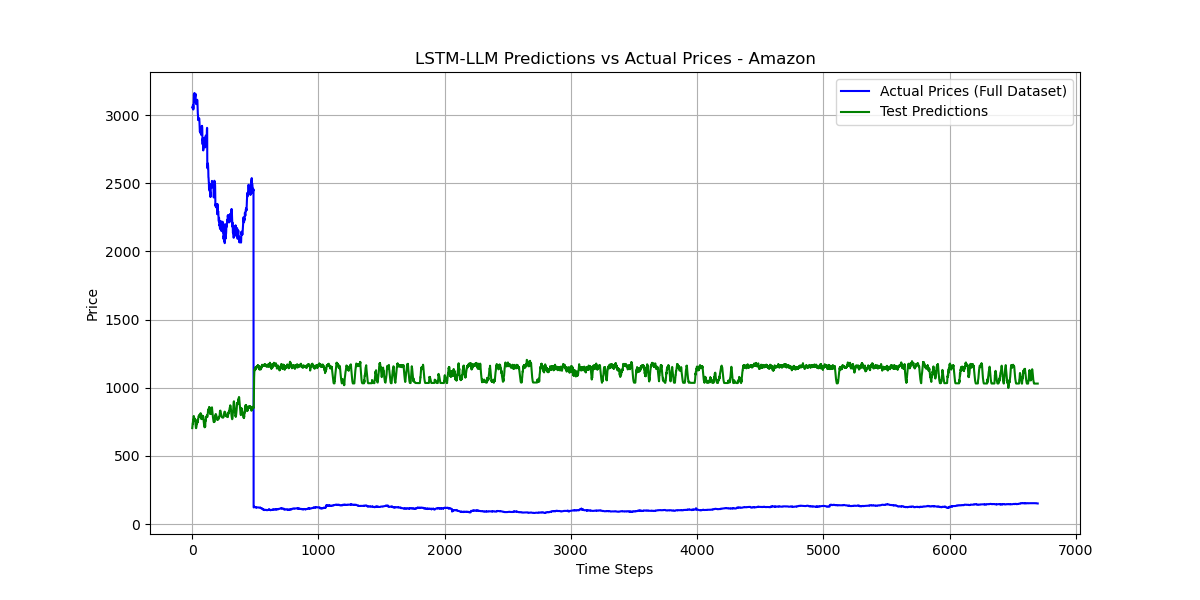 LSTM-LLM Predictions vs Actual Prices - Amazon
Actual Prices (Full Dataset)
Test Predictions
Price
3000
2500
2000
1500
1000
500
0
0 1000 2000 3000 4000 5000 6000 7000
Time Steps